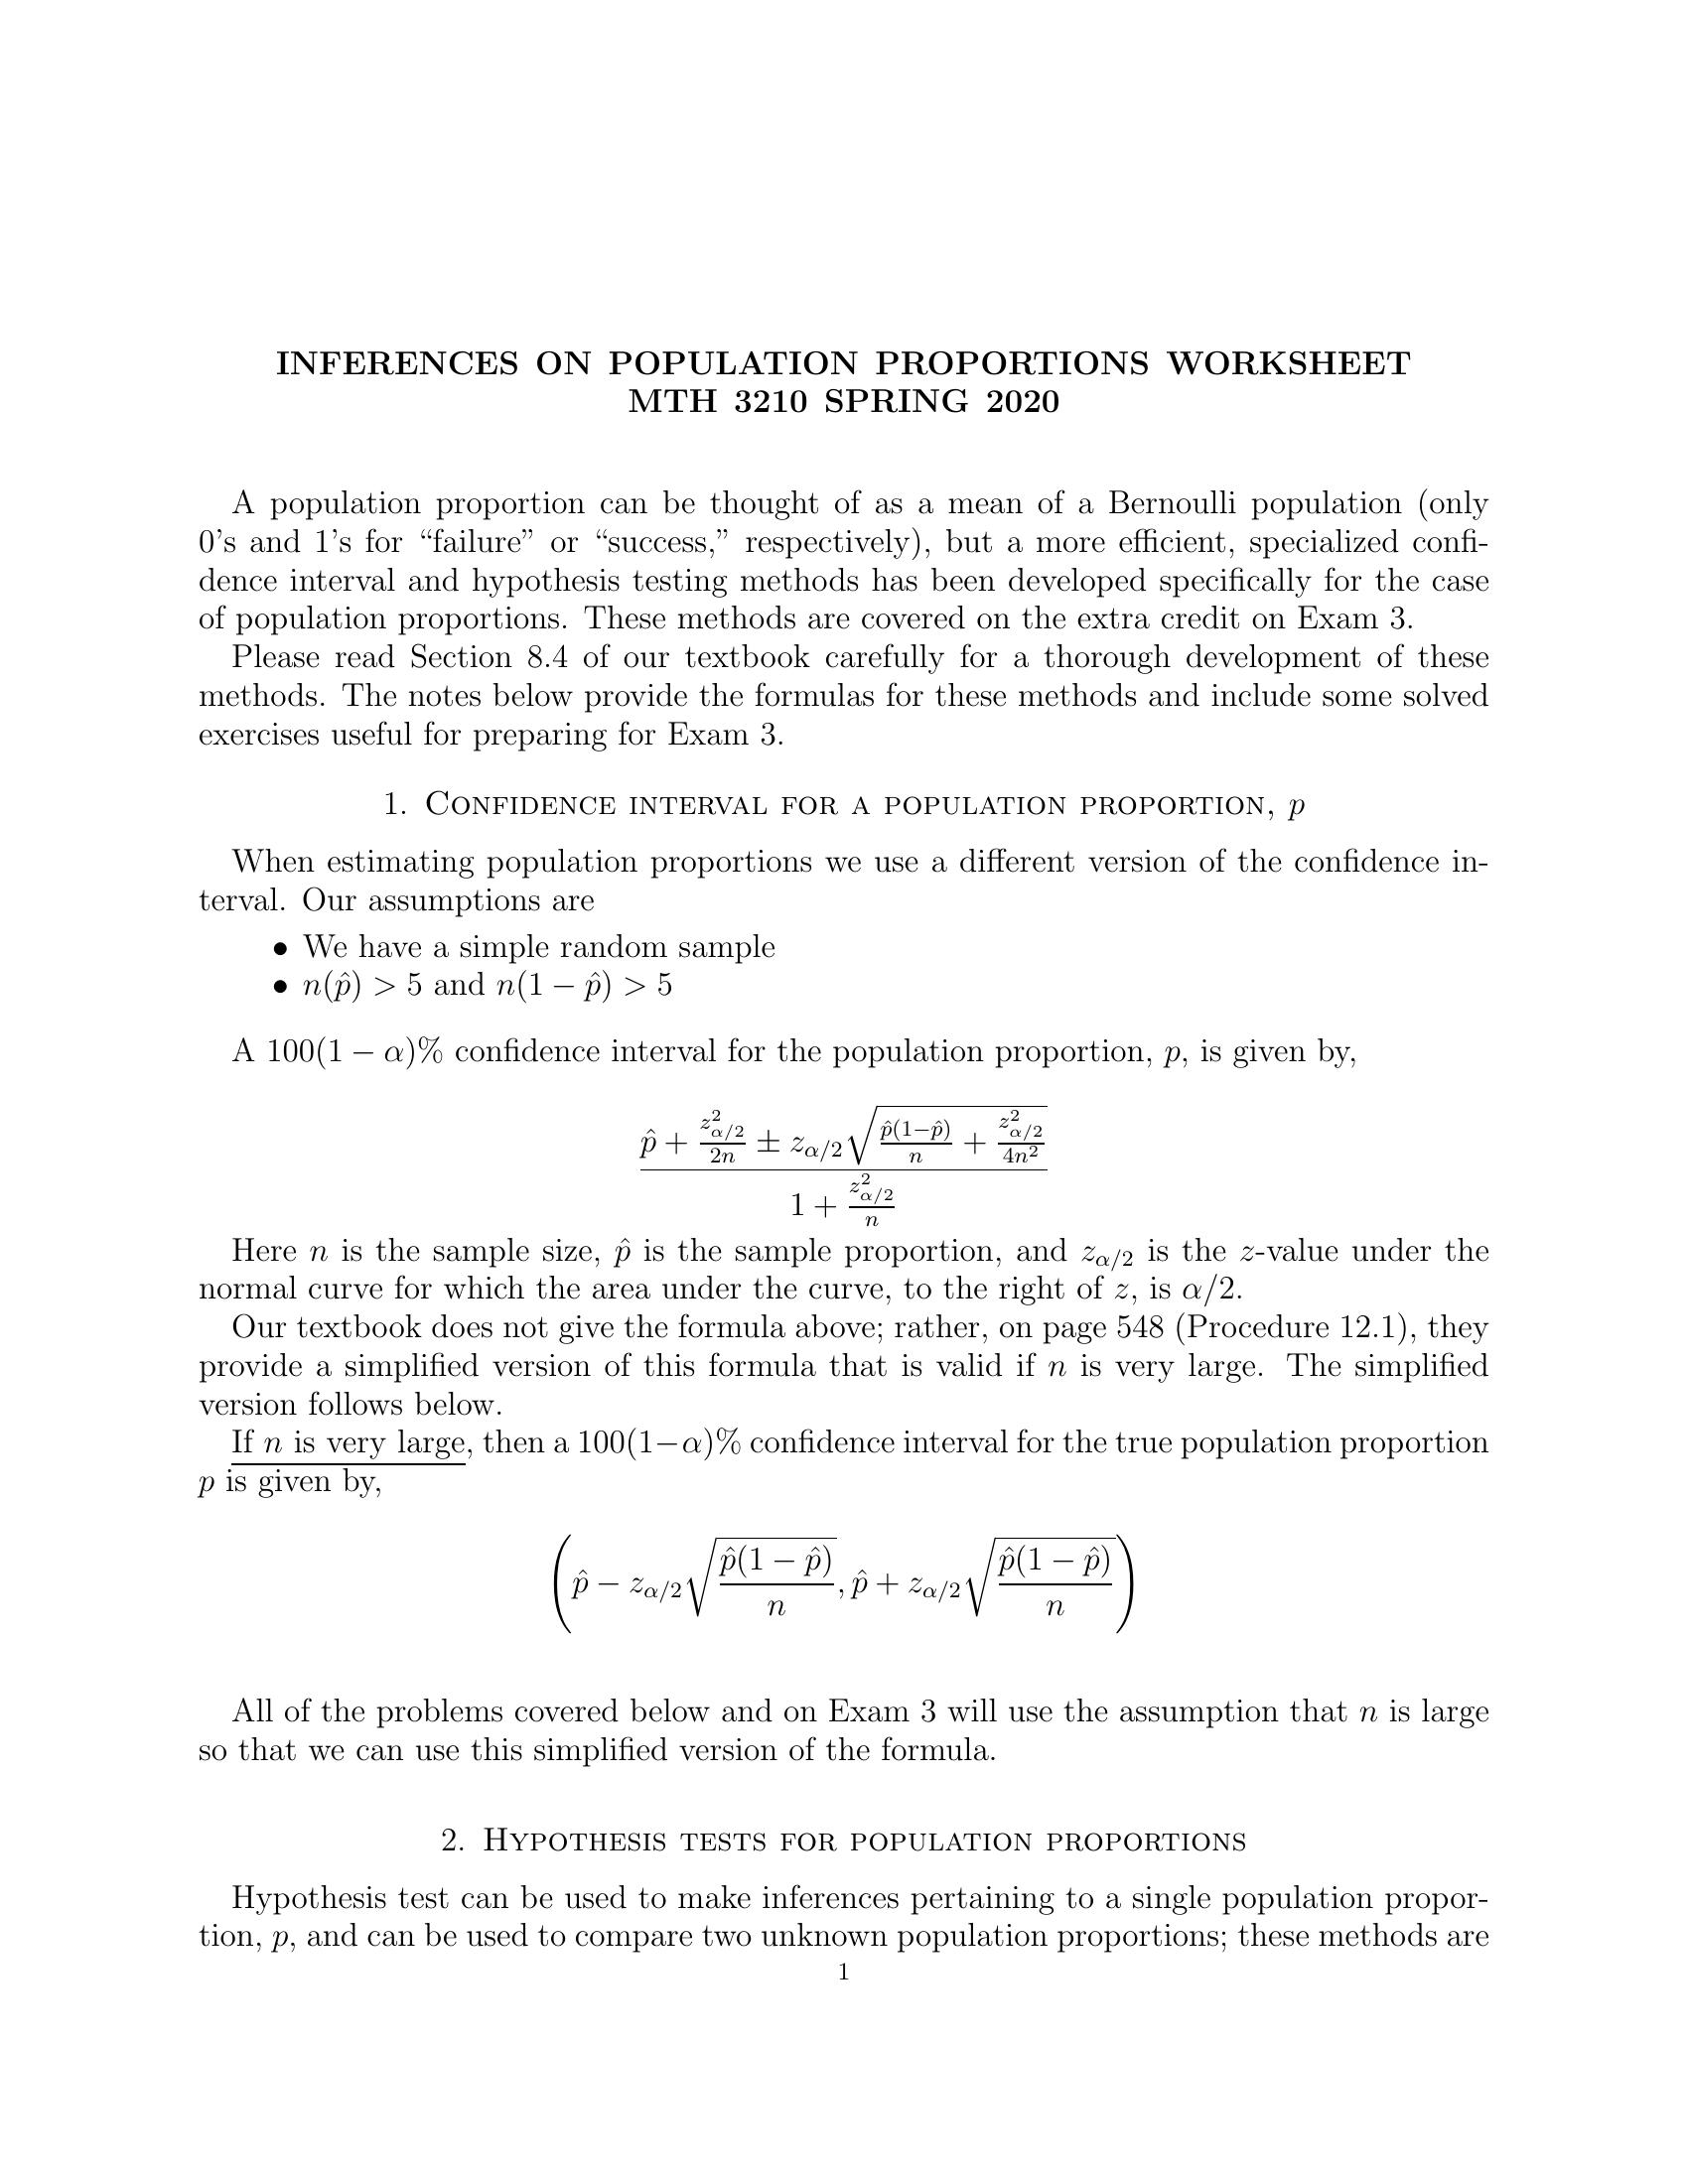 INFERENCES ON POPULATION PROPORTIONS WORKSHEET
MTH 3210 SPRING 2020
A population proportion can be thought of as a mean of a Bernoulli population (only
0's and 1's for “failure” or “success,” respectively), but a more efficient, specialized confi-
dence interval and hypothesis testing methods has been developed specifically for the case
of population proportions. These methods are covered on the extra credit on Exam 3.
Please read Section 8.4 of our textbook carefully for a thorough development of these
methods. The notes below provide the formulas for these methods and include some solved
exercises useful for preparing for Exam 3.
1. Confidence interval for a population proportion, p
When estimating population proportions we use a different version of the confidence in-
terval. Our assumptions are
• We have a simple random sample
• n(p̂) > 5 and n(1 − p̂) > 5
A 100(1 − α)% confidence interval for the population proportion, p, is given by,
\frac{\hat{p} + \frac{z_{\alpha/2}^2}{2n} \pm z_{\alpha/2}\sqrt{\frac{\hat{p}(1-\hat{p})}{n} + \frac{z_{\alpha/2}^2}{4n^2}}}{1 + \frac{z_{\alpha/2}^2}{n}}
Here n is the sample size, p̂ is the sample proportion, and z_{α/2} is the z-value under the
normal curve for which the area under the curve, to the right of z, is α/2.
Our textbook does not give the formula above; rather, on page 548 (Procedure 12.1), they
provide a simplified version of this formula that is valid if n is very large. The simplified
version follows below.
If n is very large, then a 100(1−α)% confidence interval for the true population proportion
p is given by,
\left(\hat{p} - z_{\alpha/2}\sqrt{\frac{\hat{p}(1-\hat{p})}{n}}, \hat{p} + z_{\alpha/2}\sqrt{\frac{\hat{p}(1-\hat{p})}{n}}\right)
All of the problems covered below and on Exam 3 will use the assumption that n is large
so that we can use this simplified version of the formula.
2. Hypothesis tests for population proportions
Hypothesis test can be used to make inferences pertaining to a single population propor-
tion, p, and can be used to compare two unknown population proportions; these methods are
1